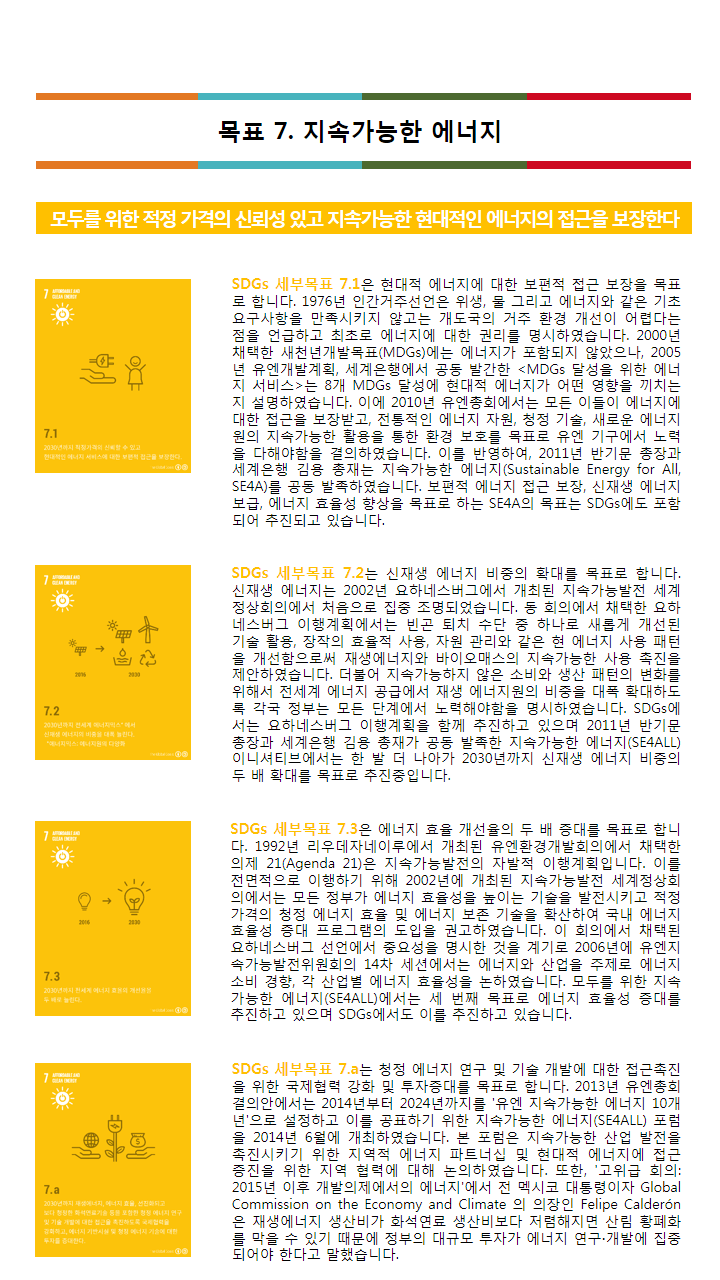 목표 7. 지속가능한 에너지
모두를 위한 적정 가격의 신뢰성 있고 지속가능한 현대적인 에너지의 접근을 보장한다
7 AFFORDABLE AND
CLEAN ENERGY
7.1
2030년까지 적정가격의 신뢰할 수 있고
현대적인 에너지 서비스에 대한 보편적 접근을 보장한다.
SDGs 세부목표 7.1은 현대적 에너지에 대한 보편적 접근 보장을 목표
로 합니다. 1976년 인간거주선언은 위생, 물 그리고 에너지와 같은 기초
요구사항을 만족시키지 않고는 개도국의 거주 환경 개선이 어렵다는
점을 언급하고 최초로 에너지에 대한 권리를 명시하였습니다. 2000년
채택한 새천년개발목표(MDGs)에는 에너지가 포함되지 않았으나, 2005
년 유엔개발계획, 세계은행에서 공동 발간한 <MDGs 달성을 위한 에너
지 서비스>는 8개 MDGs 달성에 현대적 에너지가 어떤 영향을 끼치는
지 설명하였습니다. 이에 2010년 유엔총회에서는 모든 이들이 에너지에
대한 접근을 보장받고, 전통적인 에너지 자원, 청정 기술, 새로운 에너지
원의 지속가능한 활용을 통한 환경 보호를 목표로 유엔 기구에서 노력
을 다해야함을 결의하였습니다. 이를 반영하여, 2011년 반기문 총장과
세계은행 김용 총재는 지속가능한 에너지(Sustainable Energy for All,
SE4A)를 공동 발족하였습니다. 보편적 에너지 접근 보장, 신재생 에너지
보급, 에너지 효율성 향상을 목표로 하는 SE4A의 목표는 SDGs에도 포함
되어 추진되고 있습니다.
7 AFFORDABLE AND
CLEAN ENERGY
2016 2030
7.2
2030년까지 전세계 에너지믹스* 에서
신재생 에너지의 비율을 대폭 늘린다.
*에너지믹스: 에너지원의 다양화
SDGs 세부목표 7.2는 신재생 에너지 비중의 확대를 목표로 합니다.
신재생 에너지는 2002년 요하네스버그에서 개최된 지속가능발전 세계
정상회의에서 처음으로 집중 조명되었습니다. 동 회의에서 채택한 요하
네스버그 이행계획에서는 빈곤 퇴치 수단 중 하나로 새롭게 개선된
기술 활용, 장작의 효율적 사용, 자원 관리와 같은 현 에너지 사용 패턴
을 개선함으로써 재생에너지와 바이오매스의 지속가능한 사용 촉진을
제안하였습니다. 더불어 지속가능하지 않은 소비와 생산 패턴의 변화를
위해서 전세계 에너지 공급에서 재생 에너지원의 비중을 대폭 확대하도
록 각국 정부는 모든 단계에서 노력해야함을 명시하였습니다. SDGs에
서는 요하네스버그 이행계획을 함께 추진하고 있으며 2011년 반기문
총장과 세계은행 김용 총재가 공동 발족한 지속가능한 에너지(SE4ALL)
이니셔티브에서는 한 발 더 나아가 2030년까지 신재생 에너지 비중의
두 배 확대를 목표로 추진중입니다.
7 AFFORDABLE AND
CLEAN ENERGY
2016 2030
7.3
2030년까지 전세계 에너지 효율의 개선율을
두 배로 늘린다.
SDGs 세부목표 7.3은 에너지 효율 개선율의 두 배 증대를 목표로 합니
다. 1992년 리우데자네이루에서 개최된 유엔환경개발회의에서 채택한
의제 21(Agenda 21)은 지속가능발전의 자발적 이행계획입니다. 이를
전면적으로 이행하기 위해 2002년에 개최된 지속가능발전 세계정상회
의에서는 모든 정부가 에너지 효율성을 높이는 기술을 발전시키고 적정
가격의 청정 에너지 효율 및 에너지 보존 기술을 확산하여 국내 에너지
효율성 증대 프로그램의 도입을 권고하였습니다. 이 회의에서 채택된
요하네스버그 선언에서 중요성을 명시한 것을 계기로 2006년에 유엔지
속가능발전위원회의 14차 세션에서는 에너지와 산업을 주제로 에너지
소비 경향, 각 산업별 에너지 효율성을 논하였습니다. 모두를 위한 지속
가능한 에너지(SE4ALL)에서는 세 번째 목표로 에너지 효율성 증대를
추진하고 있으며 SDGs에서도 이를 추진하고 있습니다.
7 AFFORDABLE AND
CLEAN ENERGY
7.a
2030년까지 재생에너지, 에너지 효율, 선진화되고
보다 청정한 화석연료기술 등을 포함한 청정 에너지 연구
및 기술 개발에 대한 접근을 촉진하도록 국제협력을
강화하고, 에너지 기반시설 및 청정 에너지 기술에 대한
투자를 증대한다.
SDGs 세부목표 7.a는 청정 에너지 연구 및 기술 개발에 대한 접근촉진
을 위한 국제협력 강화 및 투자증대를 목표로 합니다. 2013년 유엔총회
결의안에서는 2014년부터 2024년까지를 '유엔 지속가능한 에너지 10개
년'으로 설정하고 이를 공표하기 위한 지속가능한 에너지(SE4ALL) 포럼
을 2014년 6월에 개최하였습니다. 본 포럼은 지속가능한 산업 발전을
촉진시키기 위한 지역적 에너지 파트너십 및 현대적 에너지에 접근
증진을 위한 지역 협력에 대해 논의하였습니다. 또한, '고위급 회의:
2015년 이후 개발의제에서의 에너지'에서 전 멕시코 대통령이자 Global
Commission on the Economy and Climate 의 의장인 Felipe Calderón
은 재생에너지 생산비가 화석연료 생산비보다 저렴해지면 산림 황폐화
를 막을 수 있기 때문에 정부의 대규모 투자가 에너지 연구·개발에 집중
되어야 한다고 말했습니다.